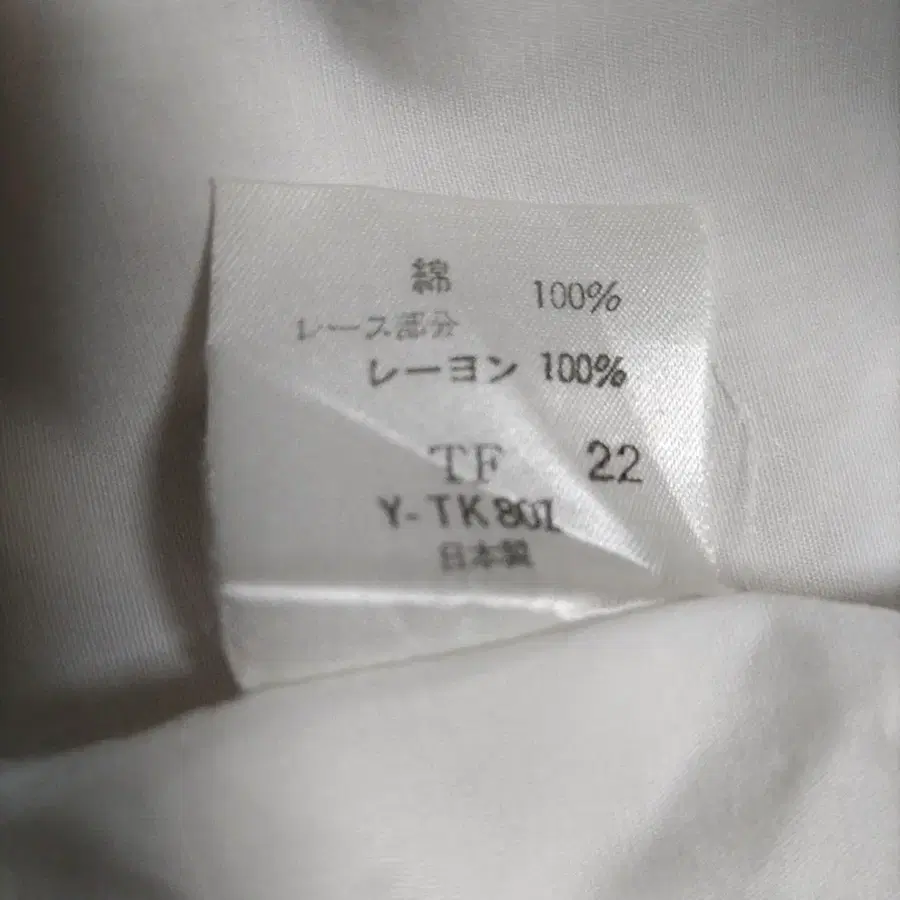 綿 100%
レース部分
レーヨン 100%
TF 22
Y-TK801
日本製